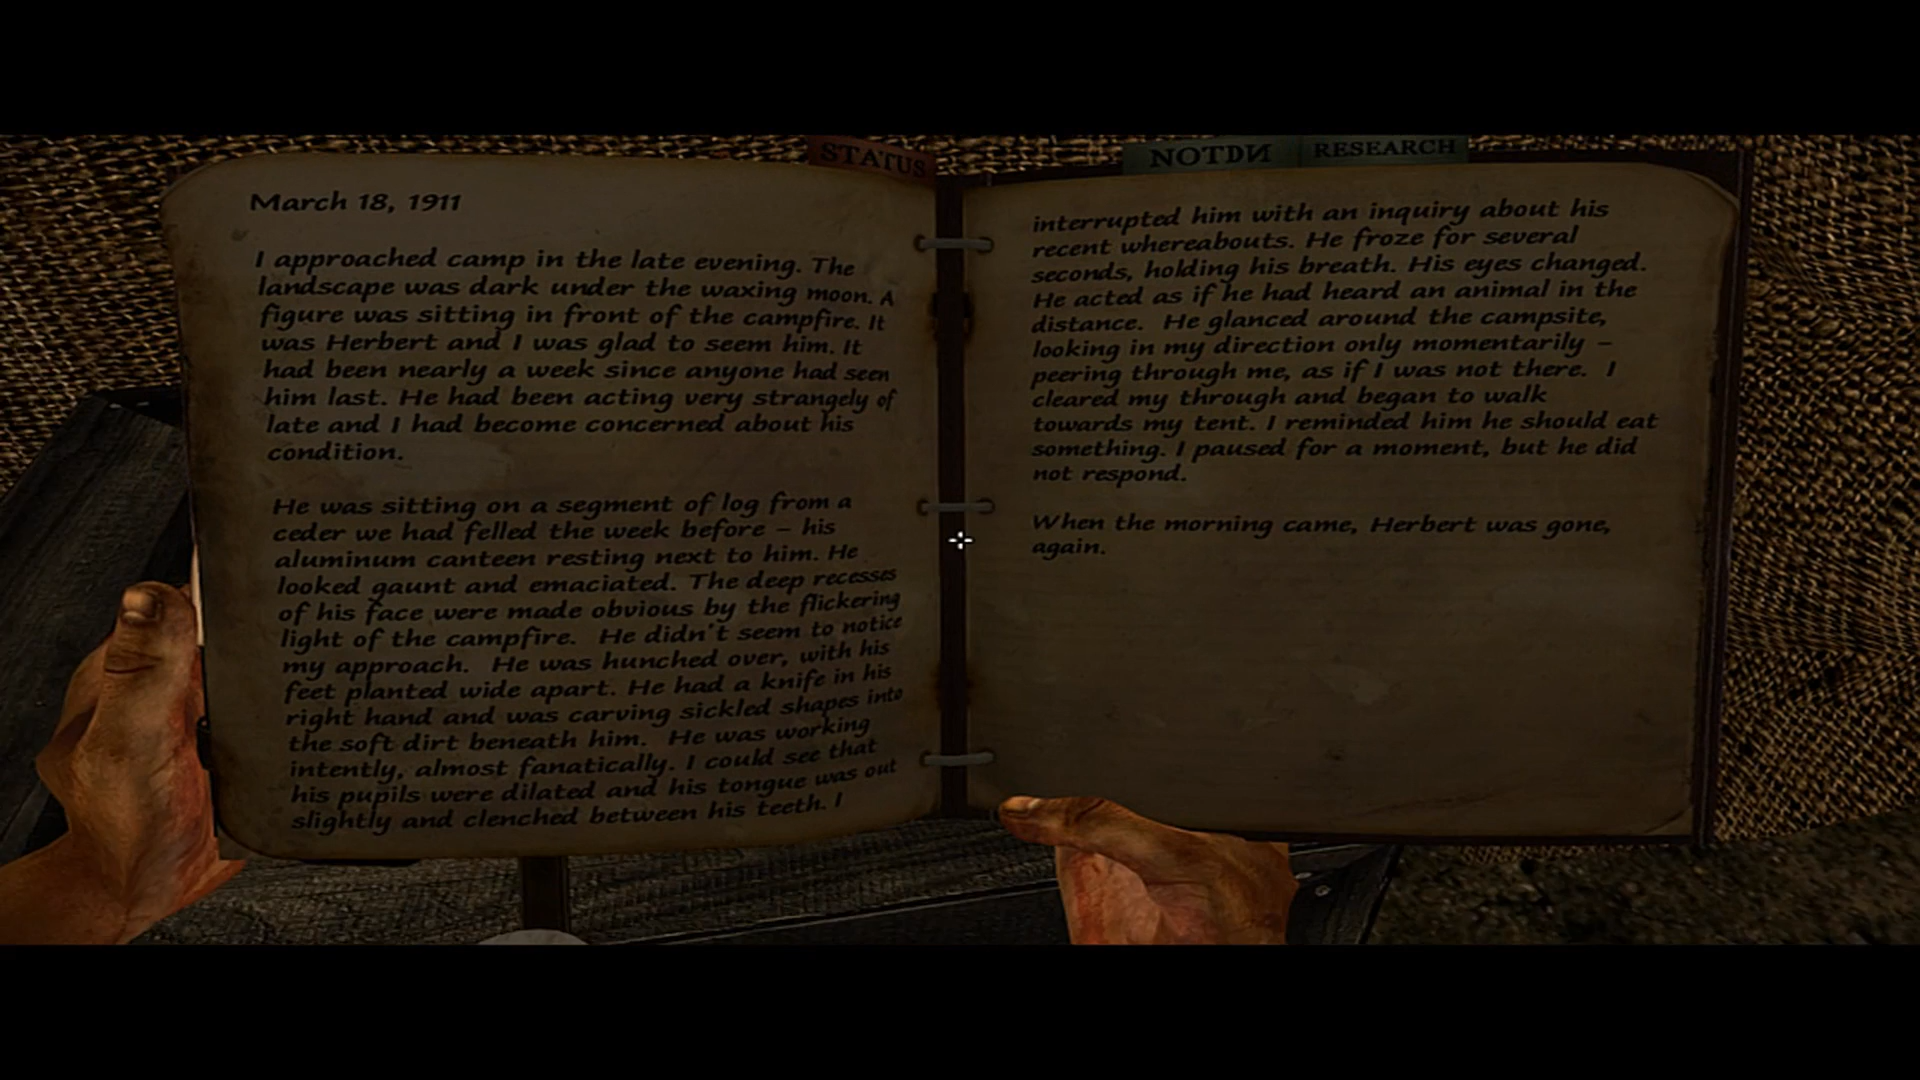 STATUS
NOTDИ
RESEARCH
March 18, 1911
I approached camp in the late evening. The
landscape was dark under the waxing moon. A
figure was sitting in front of the campfire. It
was Herbert and I was glad to seem him. It
had been nearly a week since anyone had seen
him last. He had been acting very strangely of
late and I had become concerned about his
condition.
He was sitting on a segment of log from a
ceder we had felled the week before – his
aluminum canteen resting next to him. He
looked gaunt and emaciated. The deep recesses
of his face were made obvious by the flickering
light of the campfire. He didn't seem to notice
my approach. He was hunched over, with his
feet planted wide apart. He had a knife in his
right hand and was carving sickled shapes into
the soft dirt beneath him. He was working
intently, almost fanatically. I could see that
his pupils were dilated and his tongue was out
slightly and clenched between his teeth. I
interrupted him with an inquiry about his
recent whereabouts. He froze for several
seconds, holding his breath. His eyes changed.
He acted as if he had heard an animal in the
distance. He glanced around the campsite,
looking in my direction only momentarily –
peering through me, as if I was not there. I
cleared my through and began to walk
towards my tent. I reminded him he should eat
something. I paused for a moment, but he did
not respond.
When the morning came, Herbert was gone,
again.